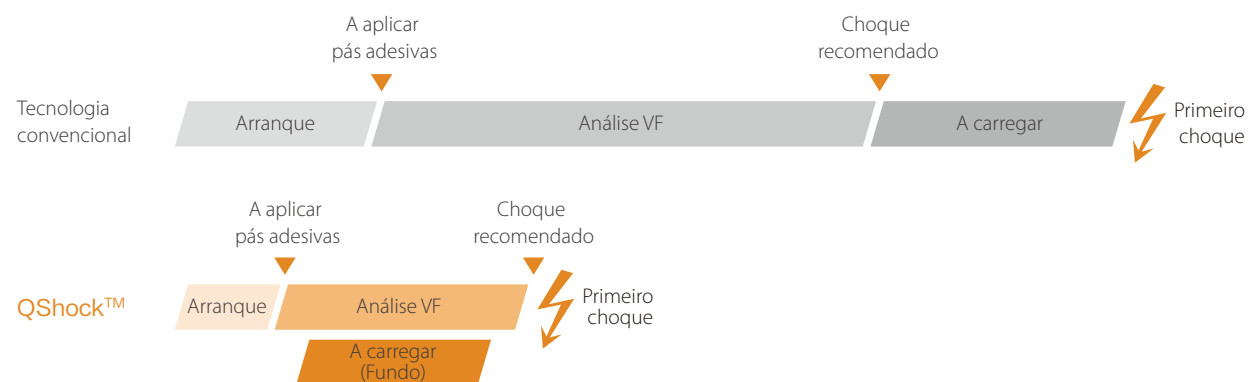 A aplicar
pás adesivas
Choque
recomendado
Tecnologia
convencional
Arranque
Análise VF
A carregar
Primeiro
choque
A aplicar
pás adesivas
Choque
recomendado
QShock™
Arranque
Análise VF
Primeiro
choque
A carregar
(Fundo)